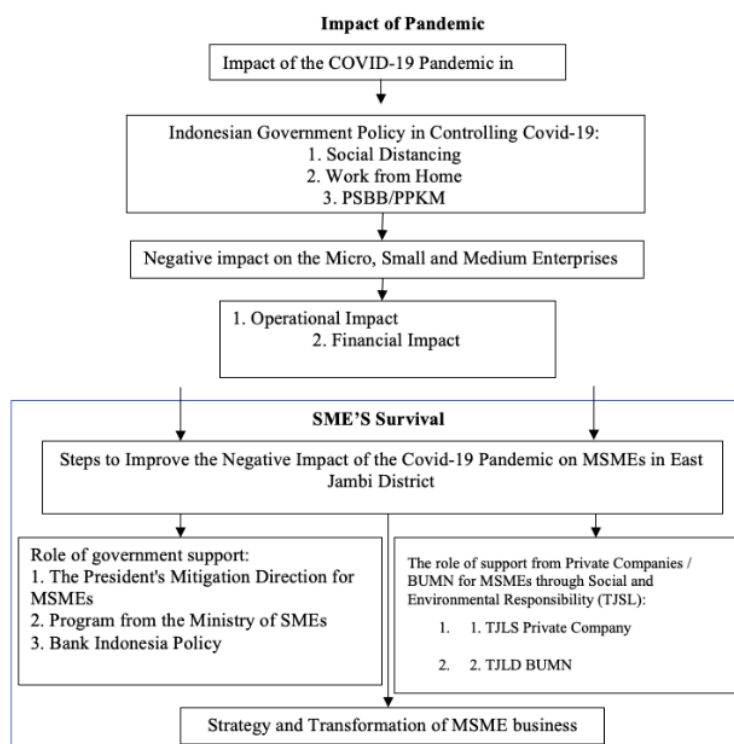 Impact of Pandemic
Impact of the COVID-19 Pandemic in
Indonesian Government Policy in Controlling Covid-19:
1. Social Distancing
2. Work from Home
3. PSBB/PPKM
Negative impact on the Micro, Small and Medium Enterprises
1. Operational Impact
2. Financial Impact
SME’S Survival
Steps to Improve the Negative Impact of the Covid-19 Pandemic on MSMEs in East
Jambi District
Role of government support:
1. The President's Mitigation Direction for
MSMEs
2. Program from the Ministry of SMEs
3. Bank Indonesia Policy
The role of support from Private Companies /
BUMN for MSMEs through Social and
Environmental Responsibility (TJSL):
1. 1. TJLS Private Company
2. 2. TJLD BUMN
Strategy and Transformation of MSME business